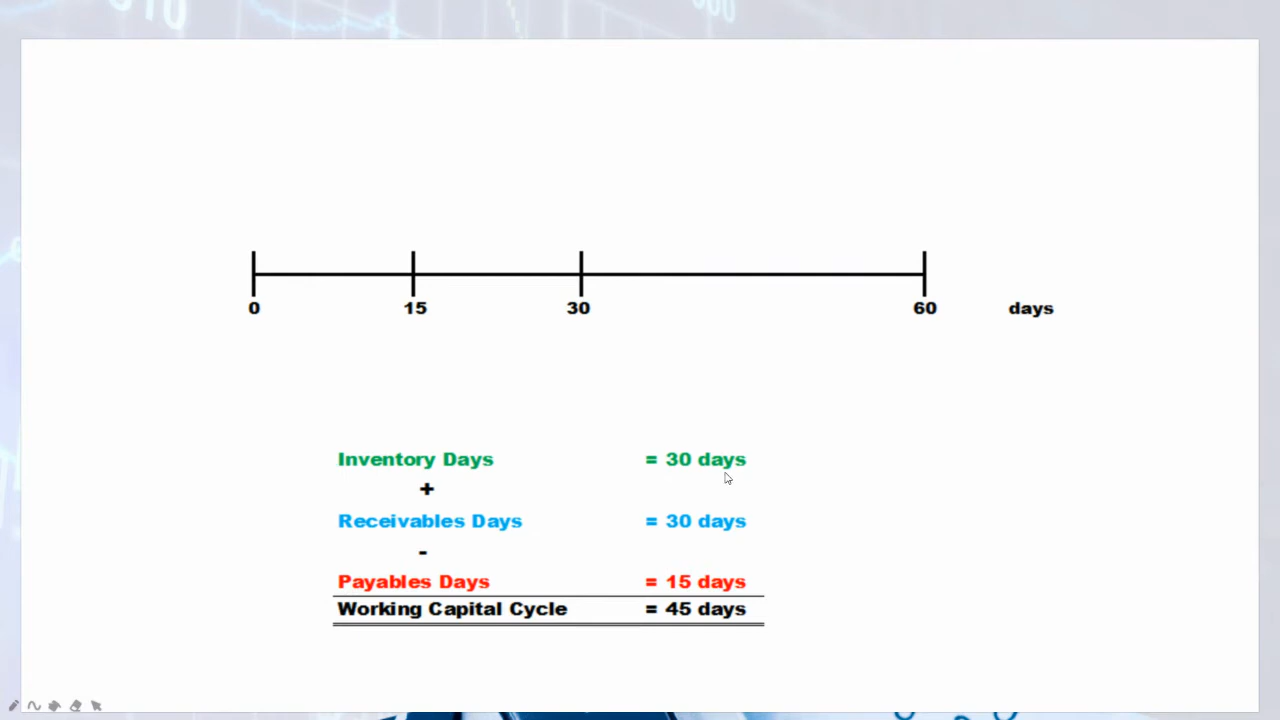 0 15 30 60 days
Inventory Days = 30 days
+
Receivables Days = 30 days
-
Payables Days = 15 days
Working Capital Cycle = 45 days